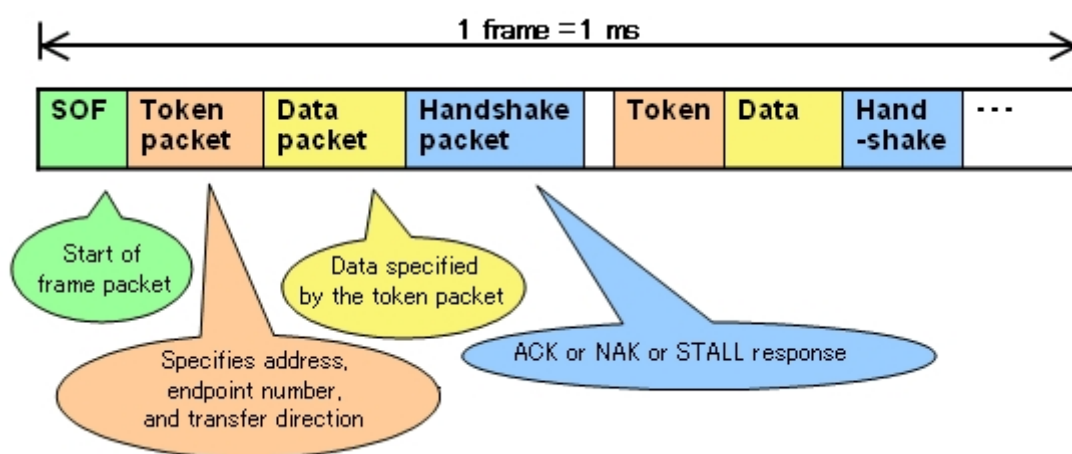 1 frame = 1 ms
SOF
Token
packet
Data
packet
Handshake
packet
Token
Data
Hand
-shake
---
Start of
frame packet
Specifies address,
endpoint number,
and transfer direction
Data specified
by the token packet
ACK or NAK or STALL response